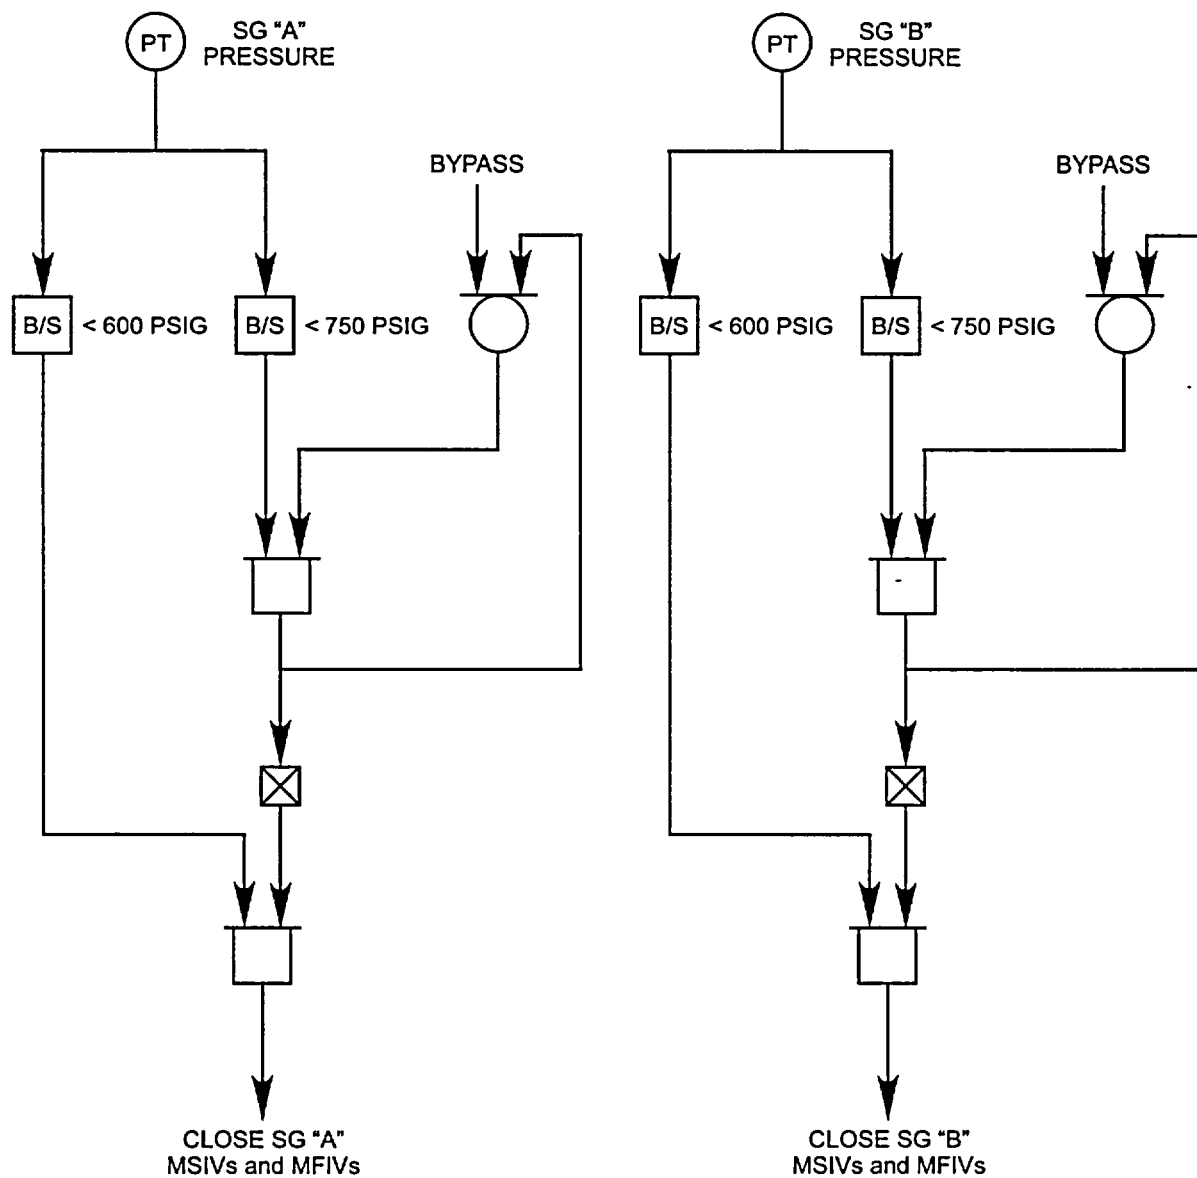 PT
SG "A"
PRESSURE
BYPASS
B/S
< 600 PSIG
B/S
< 750 PSIG
CLOSE SG "A"
MSIVs and MFIVs
PT
SG "B"
PRESSURE
BYPASS
B/S
< 600 PSIG
B/S
< 750 PSIG
CLOSE SG "B"
MSIVs and MFIVs